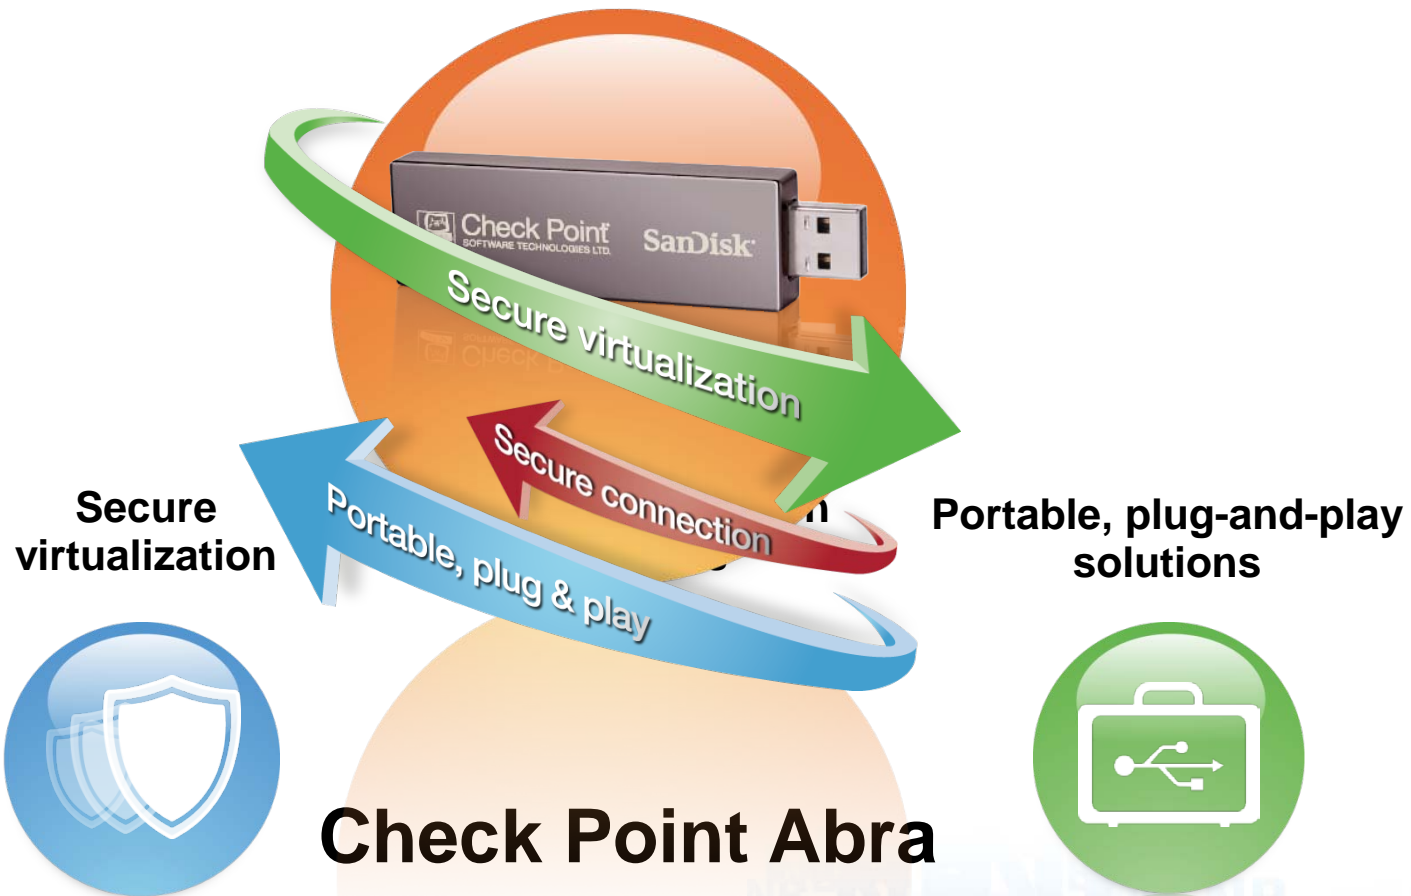 Check Point
SOFTWARE TECHNOLOGIES LTD.
SanDisk
Secure virtualization
Secure connection
Portable, plug & play
Secure
virtualization
Portable, plug-and-play
solutions
Check Point Abra